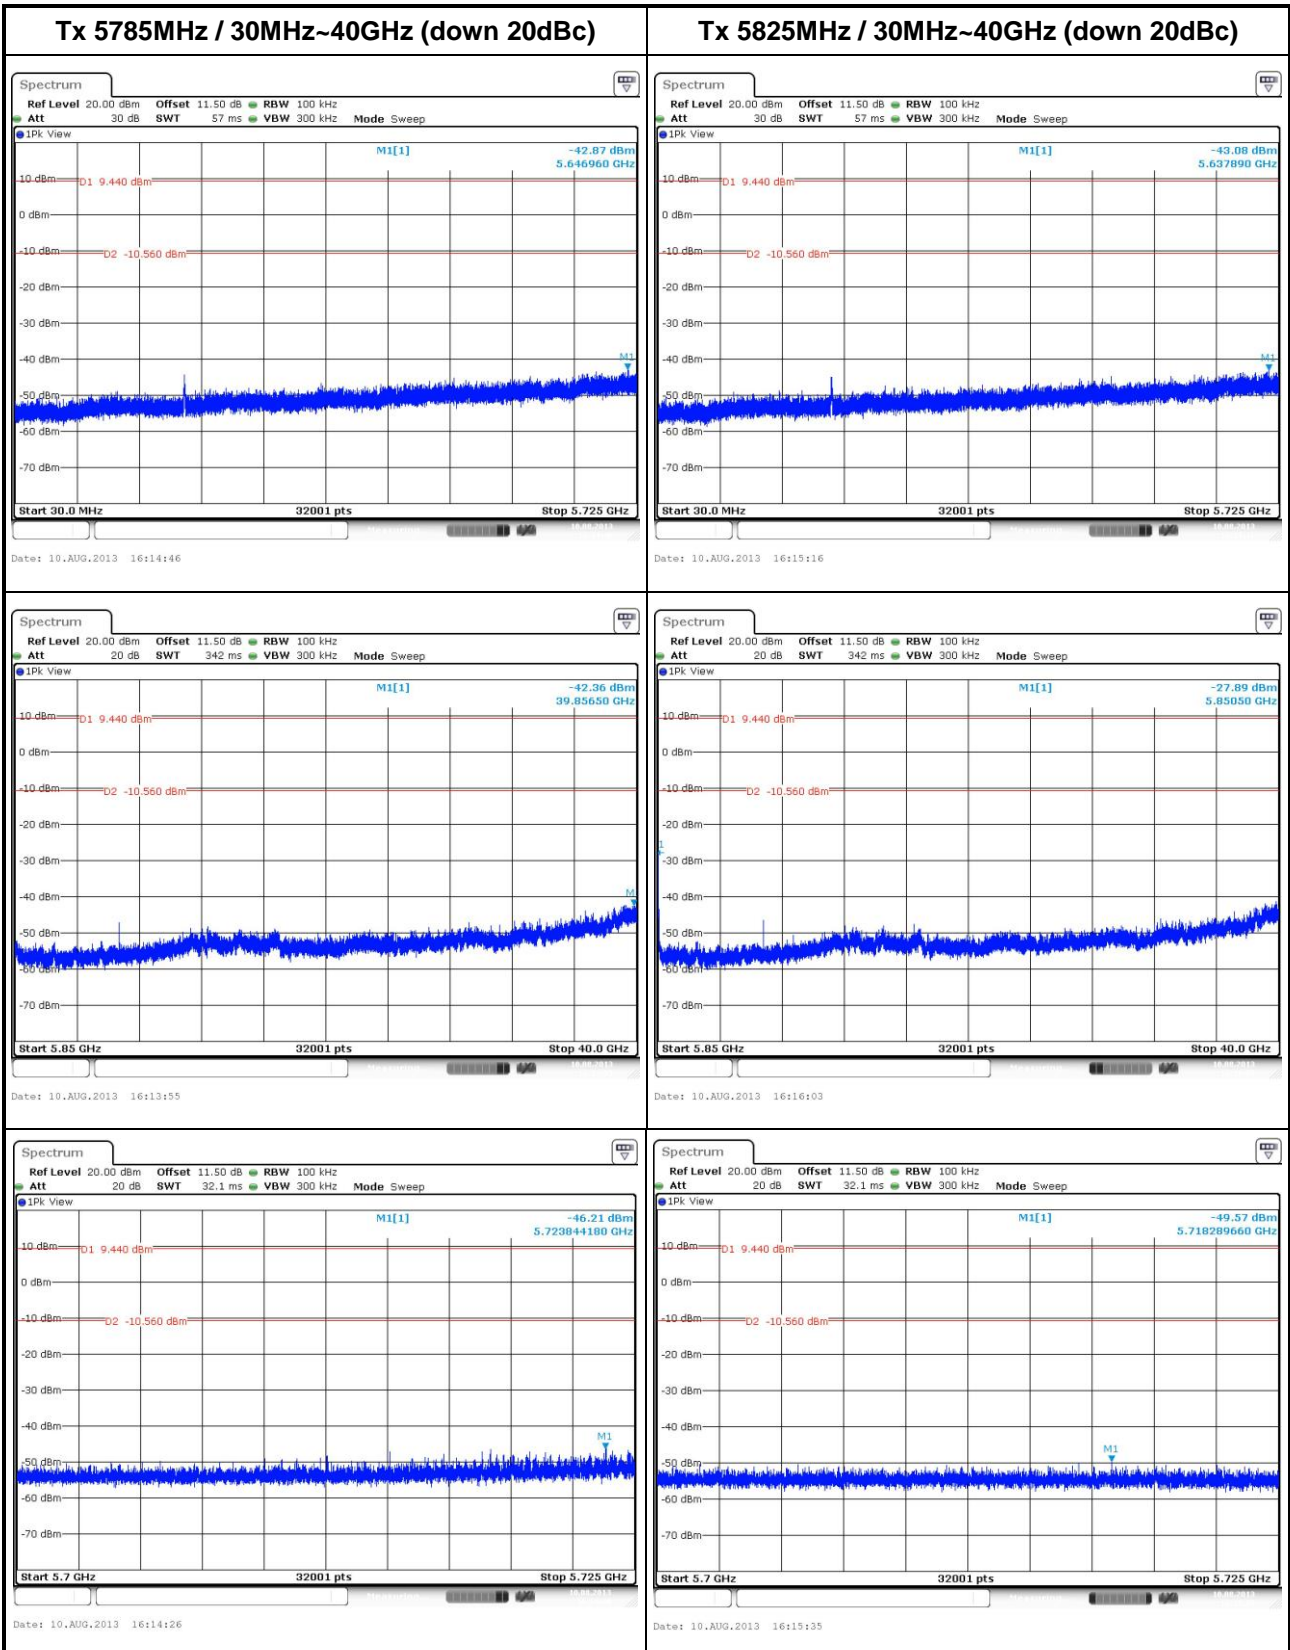 Tx 5785MHz / 30MHz~40GHz (down 20dBc)
Tx 5825MHz / 30MHz~40GHz (down 20dBc)
Spectrum
Ref Level 20.00 dBm Offset 11.50 dB RBW 100 kHz
Att 30 dB SWT 57 ms VBW 300 kHz Mode Sweep
1Pk View
M1[1] -42.87 dBm
5.646960 GHz
10 dBm
D1 9.440 dBm
0 dBm
-10 dBm
D2 -10.560 dBm
-20 dBm
-30 dBm
-40 dBm
M1
-50 dBm
-60 dBm
-70 dBm
Start 30.0 MHz 32001 pts Stop 5.725 GHz
Date: 10.AUG.2013 16:14:46
Spectrum
Ref Level 20.00 dBm Offset 11.50 dB RBW 100 kHz
Att 30 dB SWT 57 ms VBW 300 kHz Mode Sweep
1Pk View
M1[1] -43.08 dBm
5.637890 GHz
10 dBm
D1 9.440 dBm
0 dBm
-10 dBm
D2 -10.560 dBm
-20 dBm
-30 dBm
-40 dBm
M1
-50 dBm
-60 dBm
-70 dBm
Start 30.0 MHz 32001 pts Stop 5.725 GHz
Date: 10.AUG.2013 16:15:16
Spectrum
Ref Level 20.00 dBm Offset 11.50 dB RBW 100 kHz
Att 20 dB SWT 342 ms VBW 300 kHz Mode Sweep
1Pk View
M1[1] -42.36 dBm
39.85650 GHz
10 dBm
D1 9.440 dBm
0 dBm
-10 dBm
D2 -10.560 dBm
-20 dBm
-30 dBm
-40 dBm
M
-50 dBm
-60 dBm
-70 dBm
Start 5.85 GHz 32001 pts Stop 40.0 GHz
Date: 10.AUG.2013 16:13:55
Spectrum
Ref Level 20.00 dBm Offset 11.50 dB RBW 100 kHz
Att 20 dB SWT 342 ms VBW 300 kHz Mode Sweep
1Pk View
M1[1] -27.89 dBm
5.85050 GHz
10 dBm
D1 9.440 dBm
0 dBm
-10 dBm
D2 -10.560 dBm
-20 dBm
1
-30 dBm
-40 dBm
-50 dBm
-60 dBm
-70 dBm
Start 5.85 GHz 32001 pts Stop 40.0 GHz
Date: 10.AUG.2013 16:16:03
Spectrum
Ref Level 20.00 dBm Offset 11.50 dB RBW 100 kHz
Att 20 dB SWT 32.1 ms VBW 300 kHz Mode Sweep
1Pk View
M1[1] -46.21 dBm
5.723844180 GHz
10 dBm
D1 9.440 dBm
0 dBm
-10 dBm
D2 -10.560 dBm
-20 dBm
-30 dBm
-40 dBm
M1
-50 dBm
-60 dBm
-70 dBm
Start 5.7 GHz 32001 pts Stop 5.725 GHz
Date: 10.AUG.2013 16:14:26
Spectrum
Ref Level 20.00 dBm Offset 11.50 dB RBW 100 kHz
Att 20 dB SWT 32.1 ms VBW 300 kHz Mode Sweep
1Pk View
M1[1] -49.57 dBm
5.718289660 GHz
10 dBm
D1 9.440 dBm
0 dBm
-10 dBm
D2 -10.560 dBm
-20 dBm
-30 dBm
-40 dBm
M1
-50 dBm
-60 dBm
-70 dBm
Start 5.7 GHz 32001 pts Stop 5.725 GHz
Date: 10.AUG.2013 16:15:35